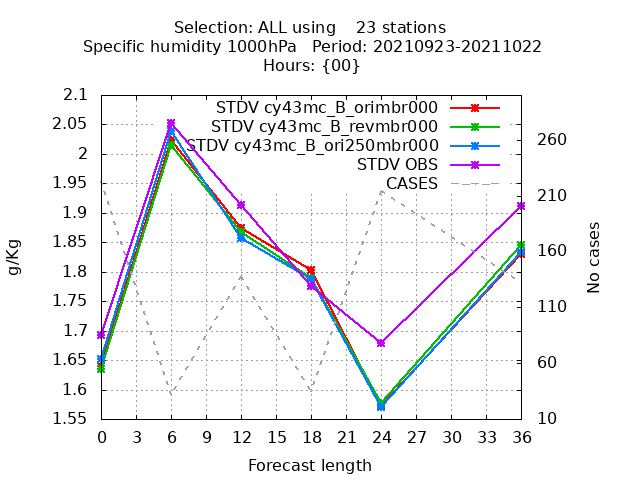 Selection: ALL using    23 stations
Specific humidity 1000hPa   Period: 20210923-20211022
Hours: {00}
STDV cy43mc_B_orimbr000
STDV cy43mc_B_revmbr000
STDV cy43mc_B_ori250mbr000
STDV OBS
CASES
2.1
2.05
2
1.95
1.9
1.85
1.8
1.75
1.7
1.65
1.6
1.55
g/Kg
260
210
160
110
60
10
No cases
0 3 6 9 12 15 18 21 24 27 30 33 36
Forecast length